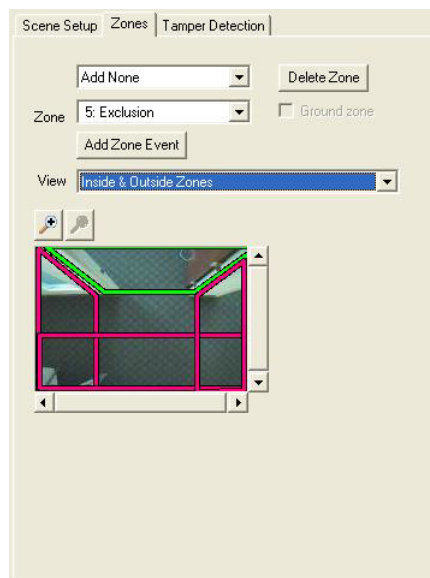 Scene Setup Zones Tamper Detection
Add None Delete Zone
Zone 5: Exclusion Ground zone
Add Zone Event
View Inside & Outside Zones